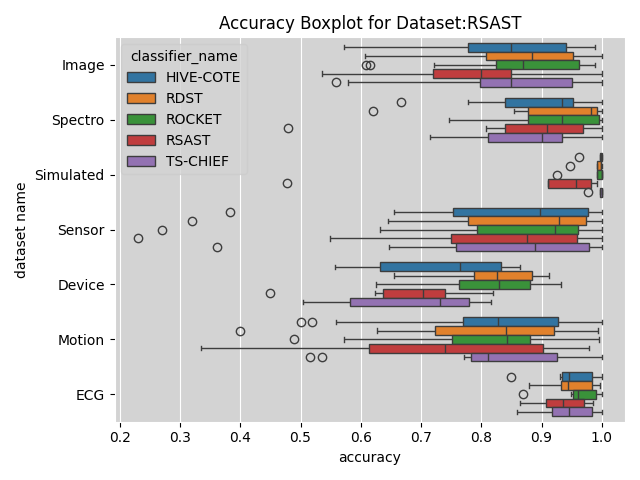 Accuracy Boxplot for Dataset:RSAST
classifier_name
HIVE-COTE
RDST
ROCKET
RSAST
TS-CHIEF
dataset name
Image
Spectro
Simulated
Sensor
Device
Motion
ECG
0.2 0.3 0.4 0.5 0.6 0.7 0.8 0.9 1.0
accuracy